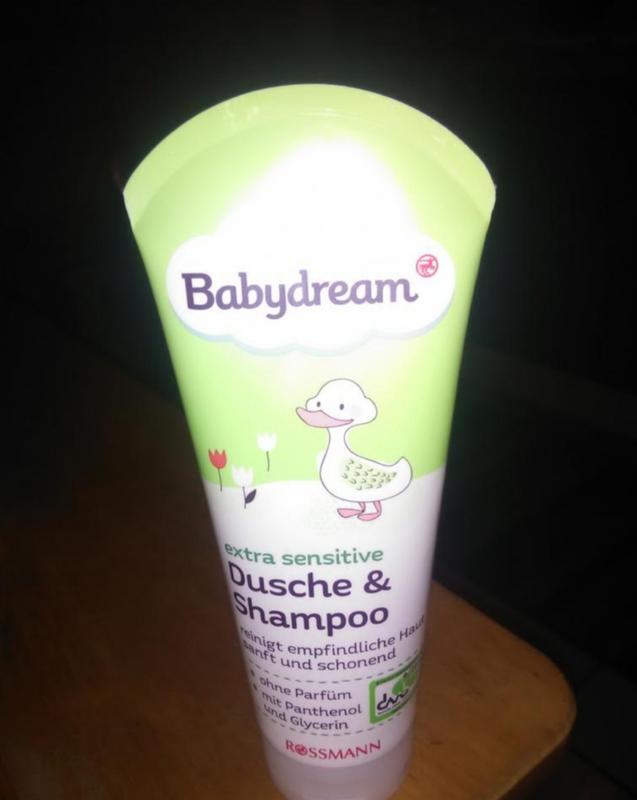 Babydream
extra sensitive
Dusche &
Shampoo
reinigt empfindliche Haut
sanft und schonend
ohne Parfüm
mit Panthenol
und Glycerin
ROSSMANN